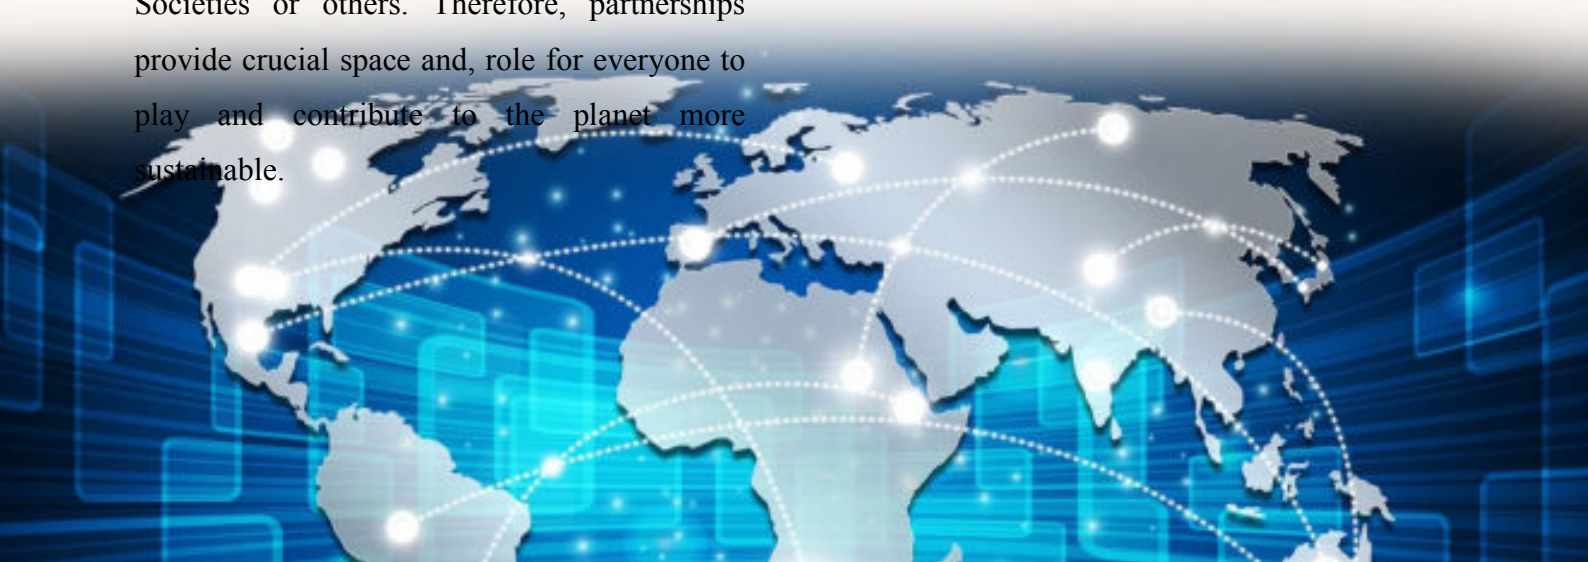 Societies or others. Therefore, partnerships
provide crucial space and, role for everyone to
play and contribute to the planet more
sustainable.